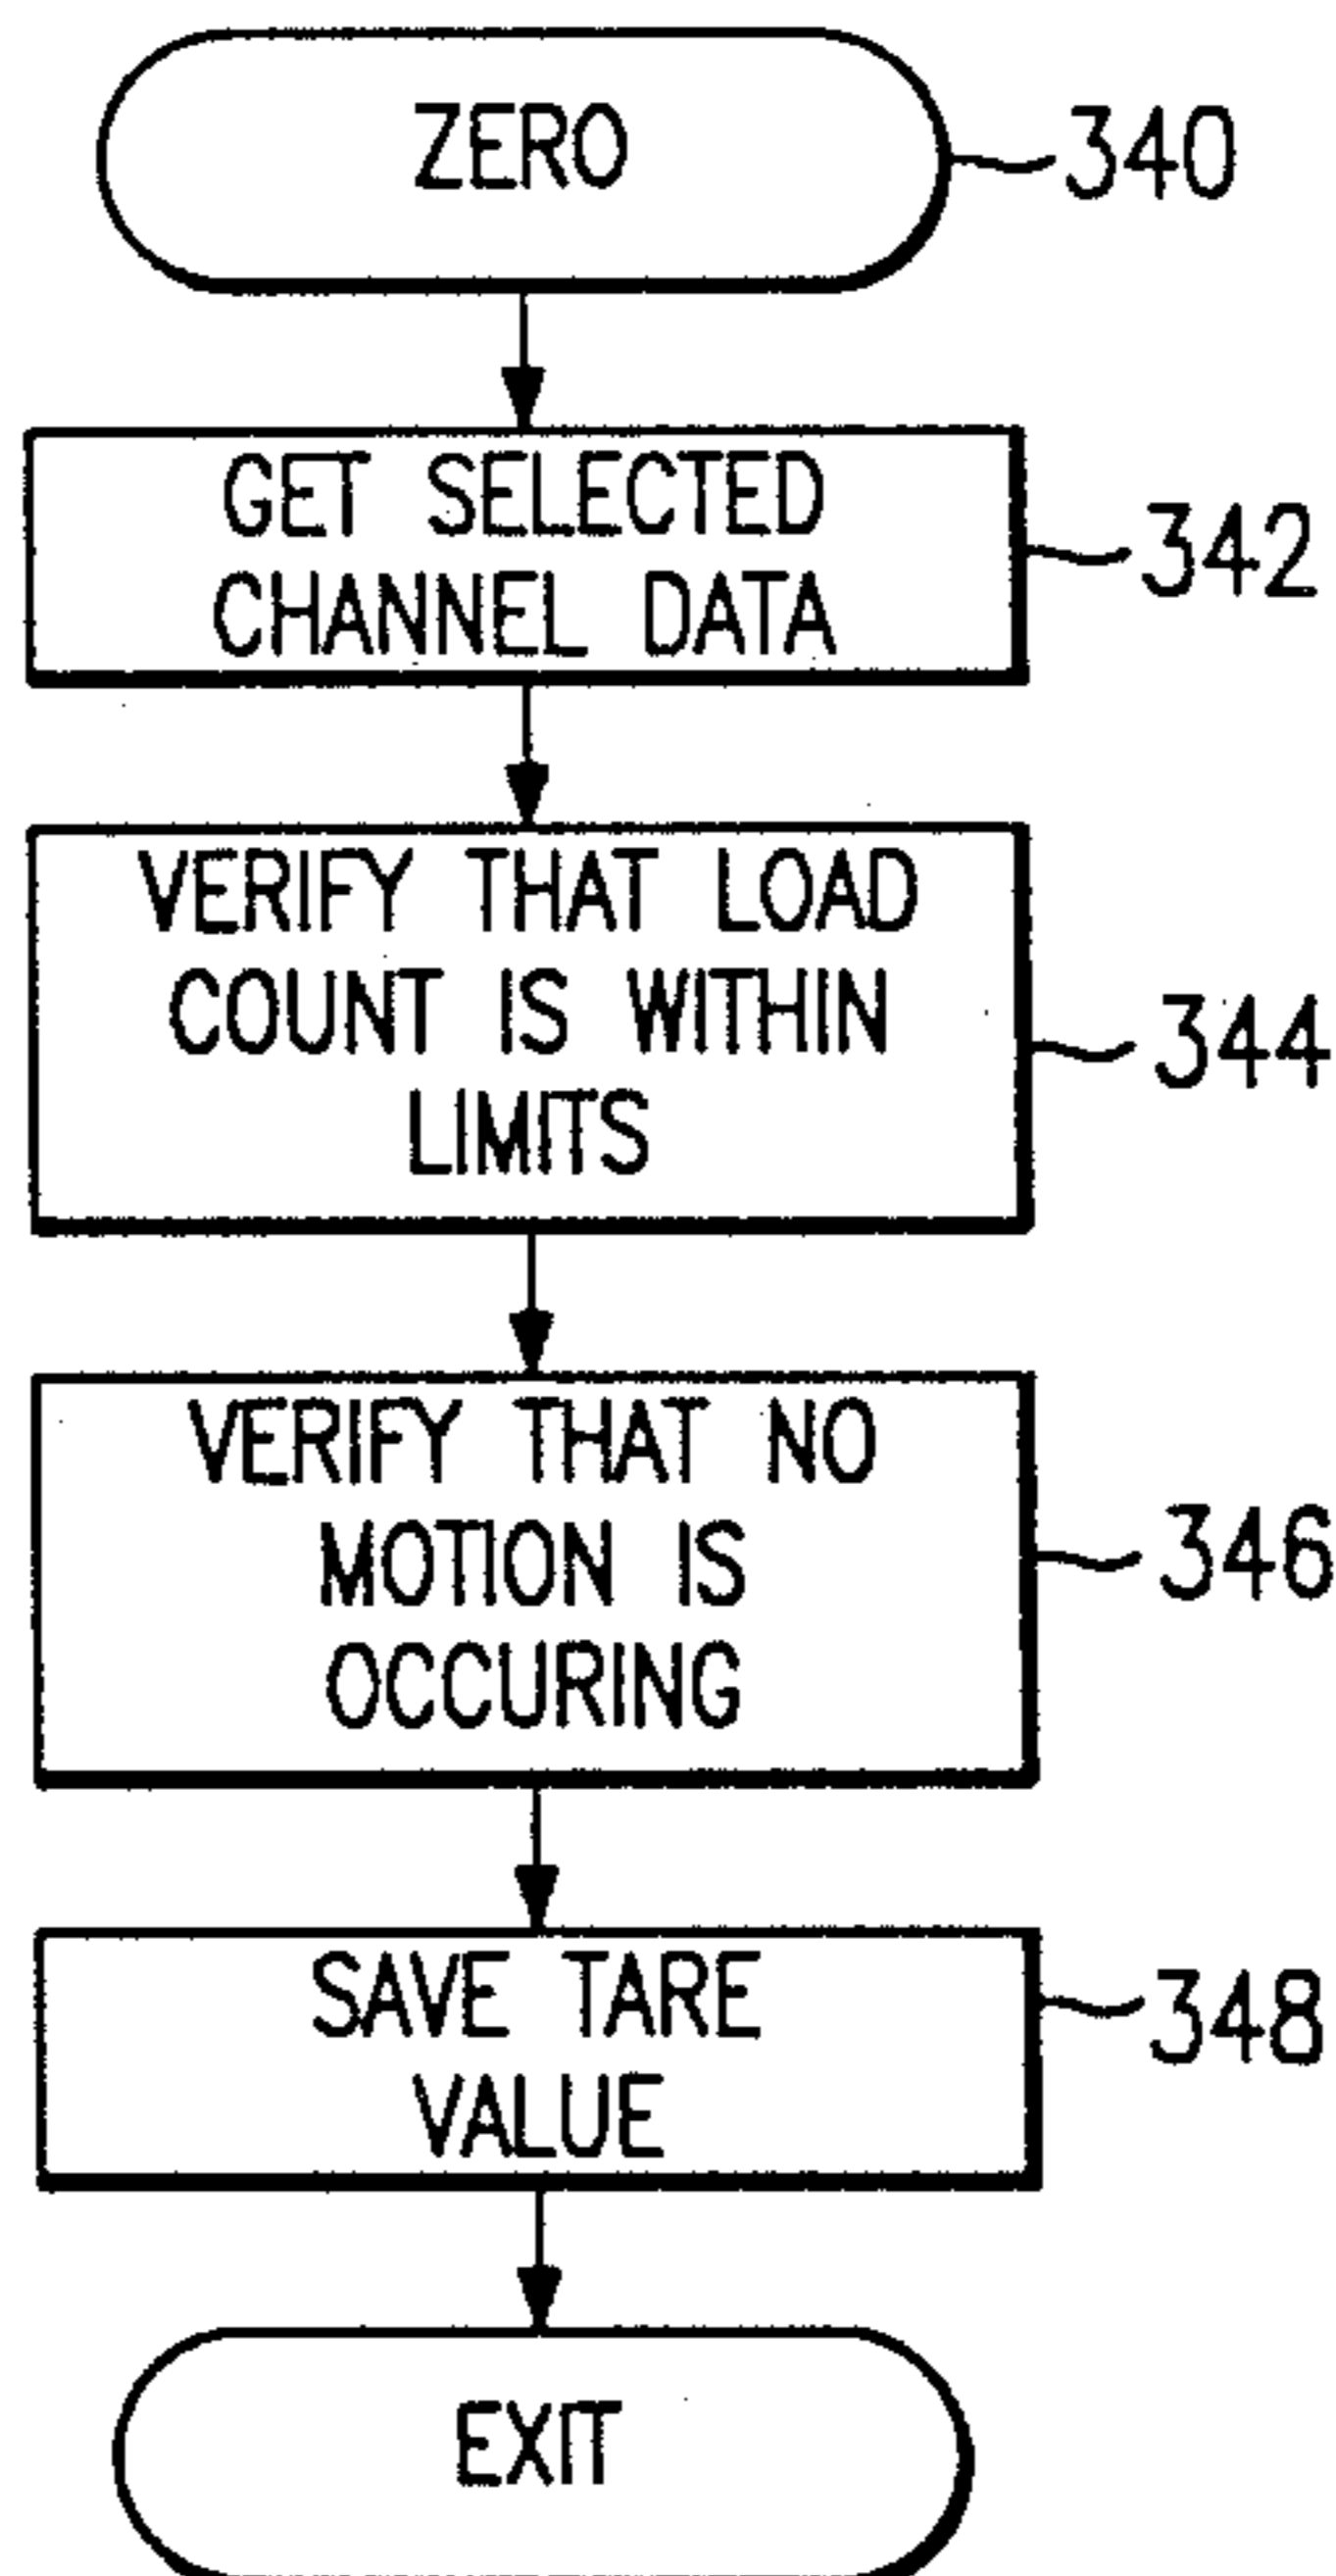 ZERO
340
GET SELECTED
CHANNEL DATA
342
VERIFY THAT LOAD
COUNT IS WITHIN
LIMITS
344
VERIFY THAT NO
MOTION IS
OCCURING
346
SAVE TARE
VALUE
348
EXIT